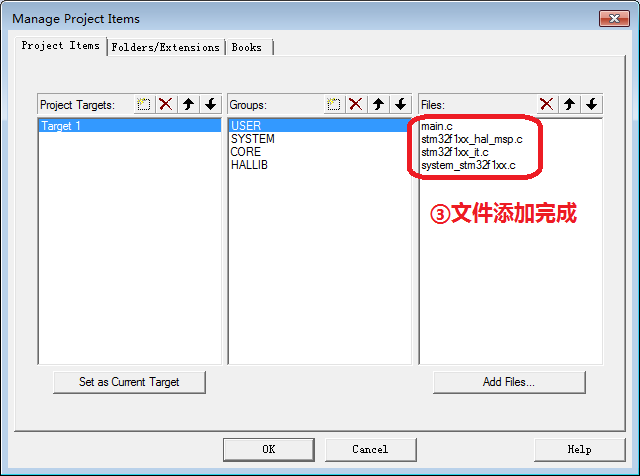 Manage Project Items
Project Items Folders/Extensions Books
Project Targets: Groups: Files:
Target 1
USER
SYSTEM
CORE
HALLIB
main.c
stm32f1xx_hal_msp.c
stm32f1xx_it.c
system_stm32f1xx.c
③文件添加完成
Set as Current Target Add Files...
OK Cancel Help